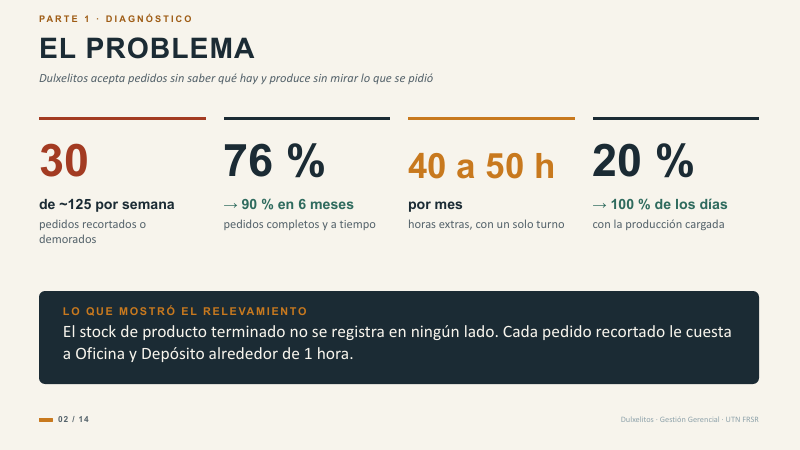 PARTE 1 · DIAGNÓSTICO
EL PROBLEMA
Dulxelitos acepta pedidos sin saber qué hay y produce sin mirar lo que se pidió
30
de ~125 por semana
pedidos recortados o
demorados
76 %
→ 90 % en 6 meses
pedidos completos y a tiempo
40 a 50 h
por mes
horas extras, con un solo turno
20 %
→ 100 % de los días
con la producción cargada
LO QUE MOSTRÓ EL RELEVAMIENTO
El stock de producto terminado no se registra en ningún lado. Cada pedido recortado le cuesta
a Oficina y Depósito alrededor de 1 hora.
02 / 14
Dulxelitos · Gestión Gerencial · UTN FRSR